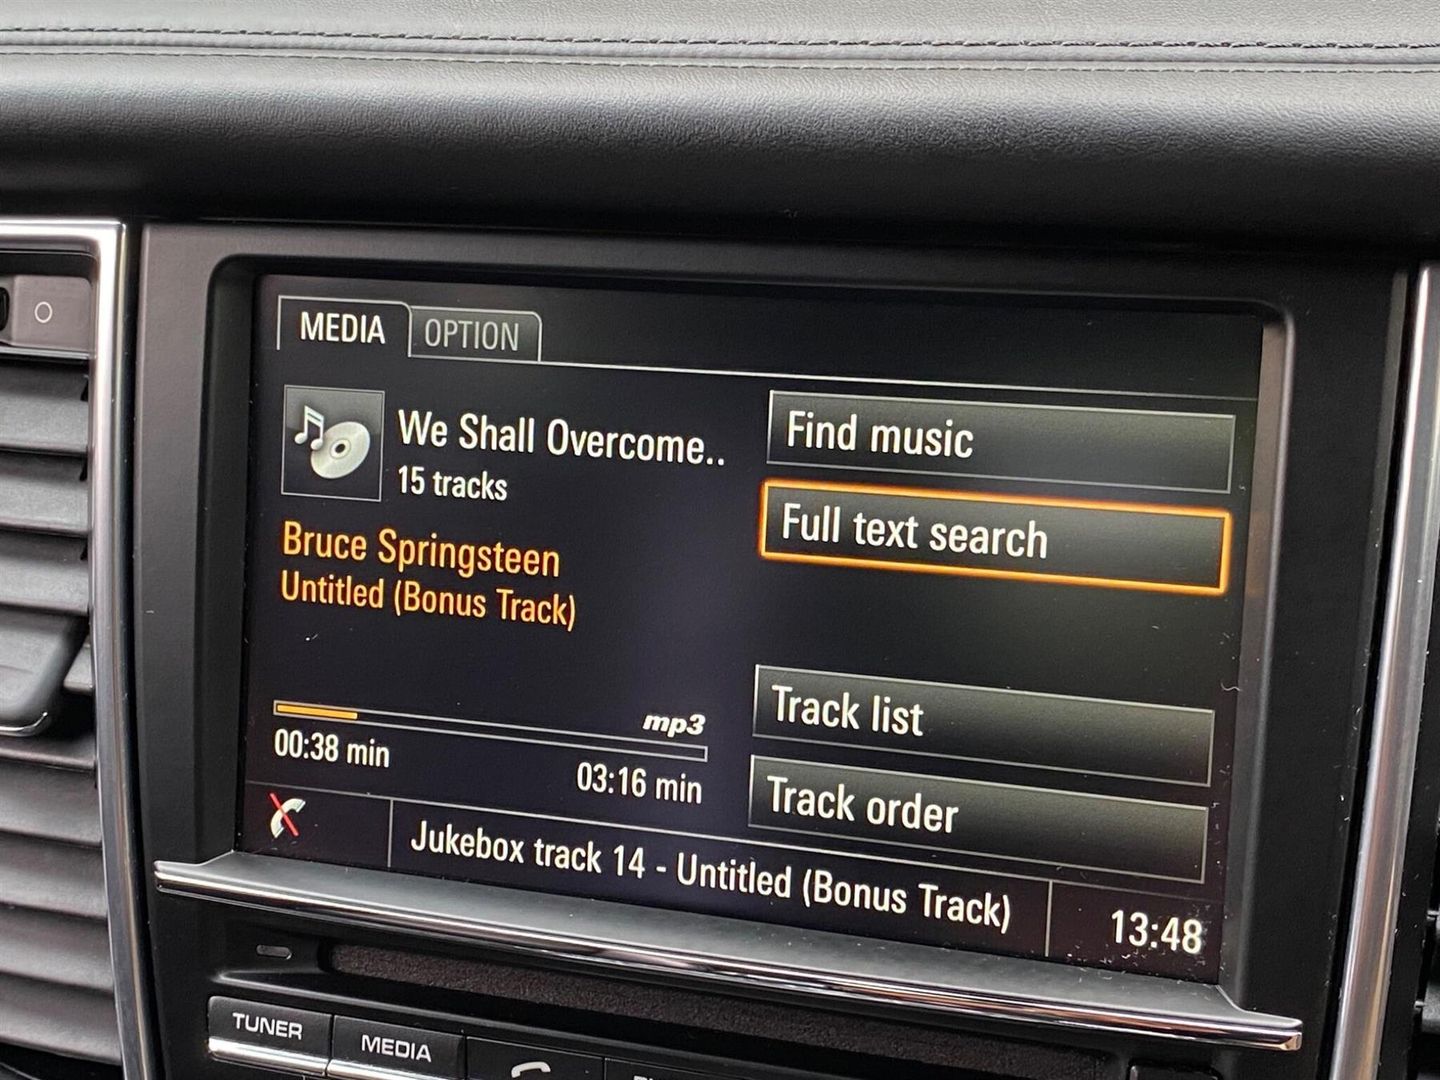 MEDIA OPTION
We Shall Overcome..
15 tracks
Bruce Springsteen
Untitled (Bonus Track)
mp3
00:38 min
03:16 min
Find music
Full text search
Track list
Track order
Jukebox track 14 - Untitled (Bonus Track)
13:48
TUNER
MEDIA